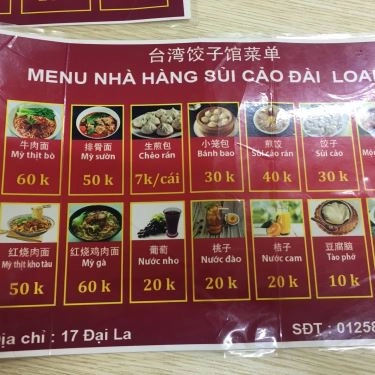 台湾饺子馆菜单
MENU NHÀ HÀNG SỦI CẢO ĐÀI LOAN
牛肉面 排骨面 生煎包 小笼包 煎饺 饺子
Mỳ thịt bò Mỳ sườn Chẻo rán Bánh bao Sủi cảo rán Sủi cảo
60 k 50 k 7k/cái 30 k 40 k 30 k
红烧肉面 红烧鸡肉面 葡萄 桃子 桔子 豆腐脑
Mỳ thịt kho tàu Mỳ gà Nước nho Nước đào Nước cam Tào phớ
50 k 60 k 20 k 20 k 20 k 10 k
Địa chỉ : 17 Đại La SĐT : 01258